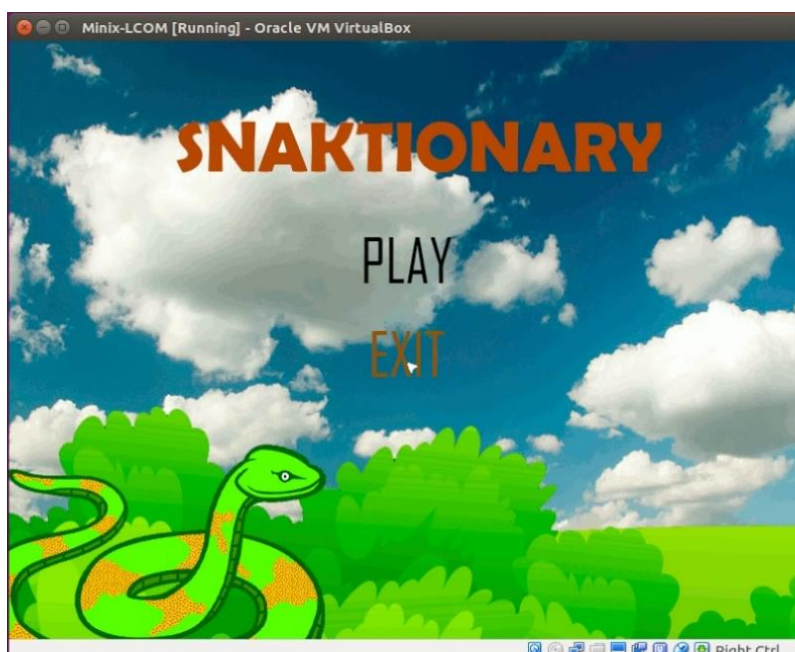 Minix-LCOM [Running] - Oracle VM VirtualBox
SNAKTIONARY
PLAY
EXIT
Right Ctrl